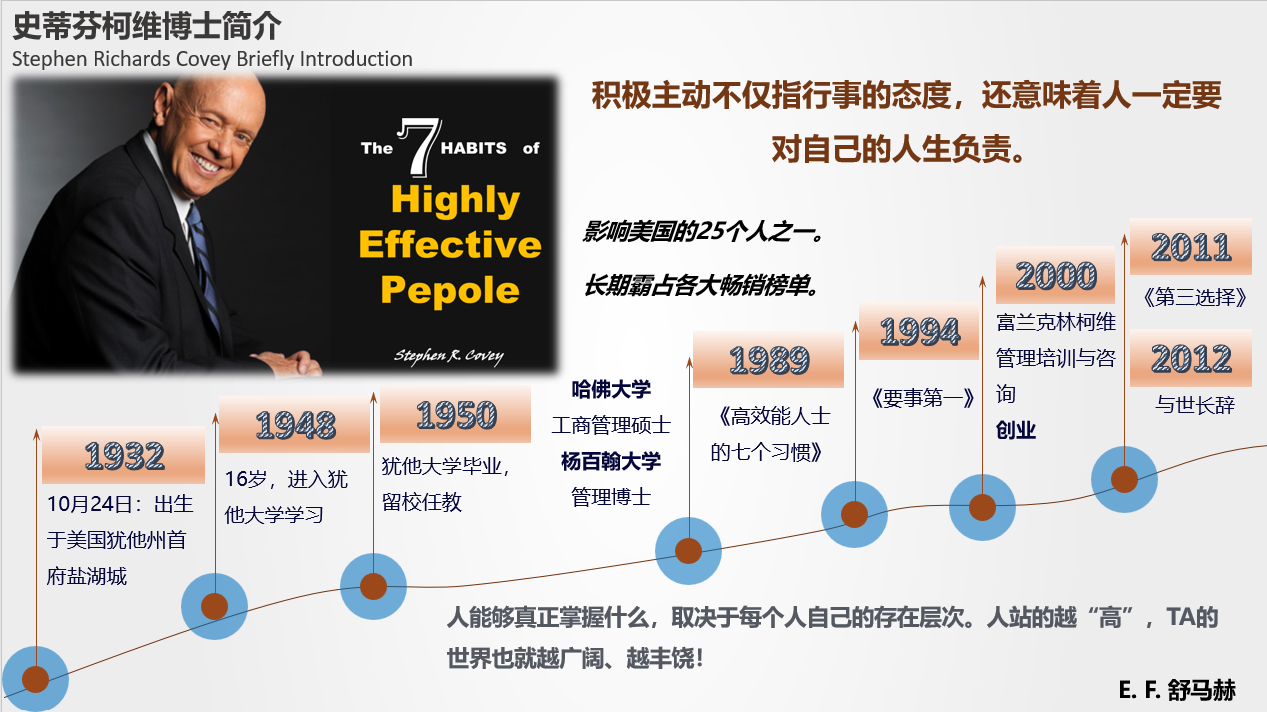 史蒂芬柯维博士简介
Stephen Richards Covey Briefly Introduction
The 7 HABITS of
Highly
Effective
Pepole
Stephen R. Covey
积极主动不仅指行事的态度，还意味着人一定要
对自己的人生负责。
影响美国的25个人之一。
长期霸占各大畅销榜单。
1932
10月24日：出生
于美国犹他州首
府盐湖城
1948
16岁，进入犹
他大学学习
1950
犹他大学毕业，
留校任教
哈佛大学
工商管理硕士
杨百翰大学
管理博士
1989
《高效能人士
的七个习惯》
1994
《要事第一》
2000
富兰克林柯维
管理培训与咨
询
创业
2011
《第三选择》
2012
与世长辞
人能够真正掌握什么，取决于每个人自己的存在层次。人站的越“高”，TA的
世界也就越广阔、越丰饶！
E. F. 舒马赫